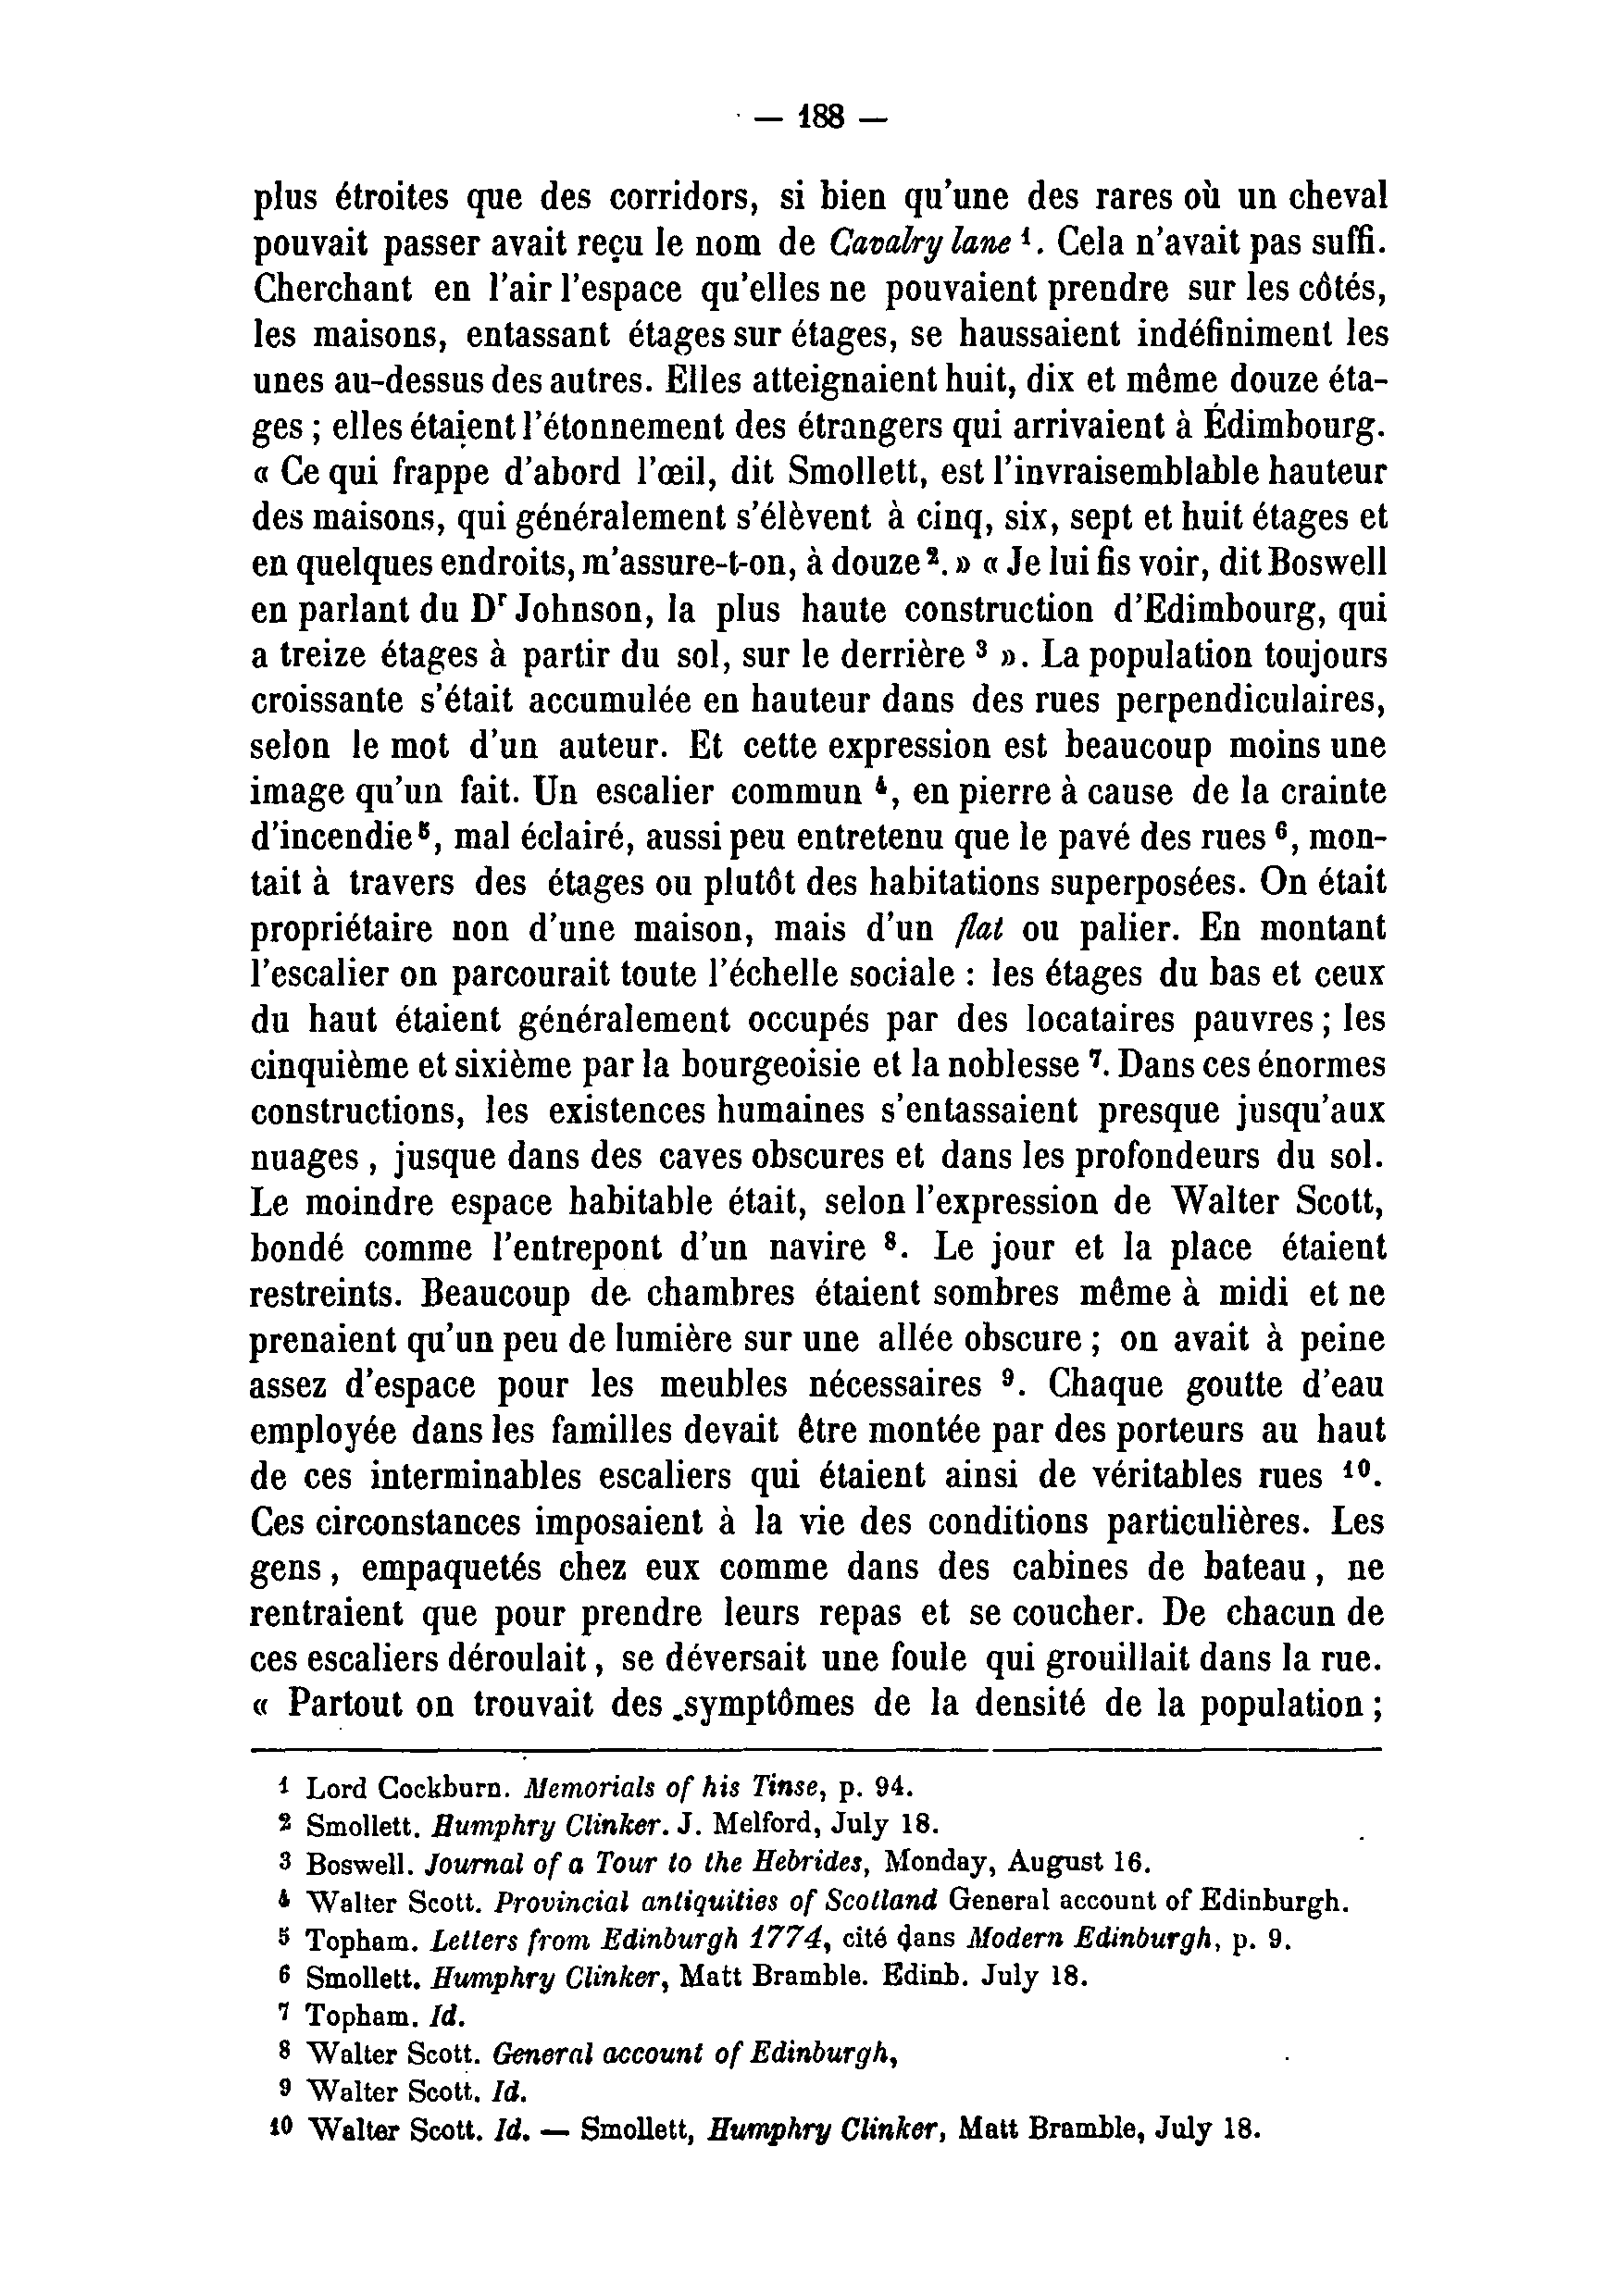 — 188 —
plus étroites que des corridors, si bien qu'une des rares où un cheval
pouvait passer avait reçu le nom de Cavalry lane ¹. Cela n'avait pas suffi.
Cherchant en l'air l'espace qu'elles ne pouvaient prendre sur les côtés,
les maisons, entassant étages sur étages, se haussaient indéfiniment les
unes au-dessus des autres. Elles atteignaient huit, dix et même douze éta-
ges ; elles étaient l'étonnement des étrangers qui arrivaient à Édimbourg.
« Ce qui frappe d'abord l'œil, dit Smollett, est l'invraisemblable hauteur
des maisons, qui généralement s'élèvent à cinq, six, sept et huit étages et
en quelques endroits, m'assure-t-on, à douze ². » « Je lui fis voir, dit Boswell
en parlant du Dʳ Johnson, la plus haute construction d'Edimbourg, qui
a treize étages à partir du sol, sur le derrière ³ ». La population toujours
croissante s'était accumulée en hauteur dans des rues perpendiculaires,
selon le mot d'un auteur. Et cette expression est beaucoup moins une
image qu'un fait. Un escalier commun ⁴, en pierre à cause de la crainte
d'incendie ⁵, mal éclairé, aussi peu entretenu que le pavé des rues ⁶, mon-
tait à travers des étages ou plutôt des habitations superposées. On était
propriétaire non d'une maison, mais d'un flat ou palier. En montant
l'escalier on parcourait toute l'échelle sociale : les étages du bas et ceux
du haut étaient généralement occupés par des locataires pauvres ; les
cinquième et sixième par la bourgeoisie et la noblesse ⁷. Dans ces énormes
constructions, les existences humaines s'entassaient presque jusqu'aux
nuages , jusque dans des caves obscures et dans les profondeurs du sol.
Le moindre espace habitable était, selon l'expression de Walter Scott,
bondé comme l'entrepont d'un navire ⁸. Le jour et la place étaient
restreints. Beaucoup de chambres étaient sombres même à midi et ne
prenaient qu'un peu de lumière sur une allée obscure ; on avait à peine
assez d'espace pour les meubles nécessaires ⁹. Chaque goutte d'eau
employée dans les familles devait être montée par des porteurs au haut
de ces interminables escaliers qui étaient ainsi de véritables rues ¹⁰.
Ces circonstances imposaient à la vie des conditions particulières. Les
gens , empaquetés chez eux comme dans des cabines de bateau , ne
rentraient que pour prendre leurs repas et se coucher. De chacun de
ces escaliers déroulait , se déversait une foule qui grouillait dans la rue.
« Partout on trouvait des symptômes de la densité de la population ;
¹ Lord Cockburn. Memorials of his Tinse, p. 94.
² Smollett. Humphry Clinker. J. Melford, July 18.
³ Boswell. Journal of a Tour to the Hebrides, Monday, August 16.
⁴ Walter Scott. Provincial antiquities of Scotland General account of Edinburgh.
⁵ Topham. Letters from Edinburgh 1774, cité dans Modern Edinburgh, p. 9.
⁶ Smollett. Humphry Clinker, Matt Bramble. Edinb. July 18.
⁷ Topham. Id.
⁸ Walter Scott. General account of Edinburgh,
⁹ Walter Scott. Id.
¹⁰ Walter Scott. Id. — Smollett, Humphry Clinker, Matt Bramble, July 18.